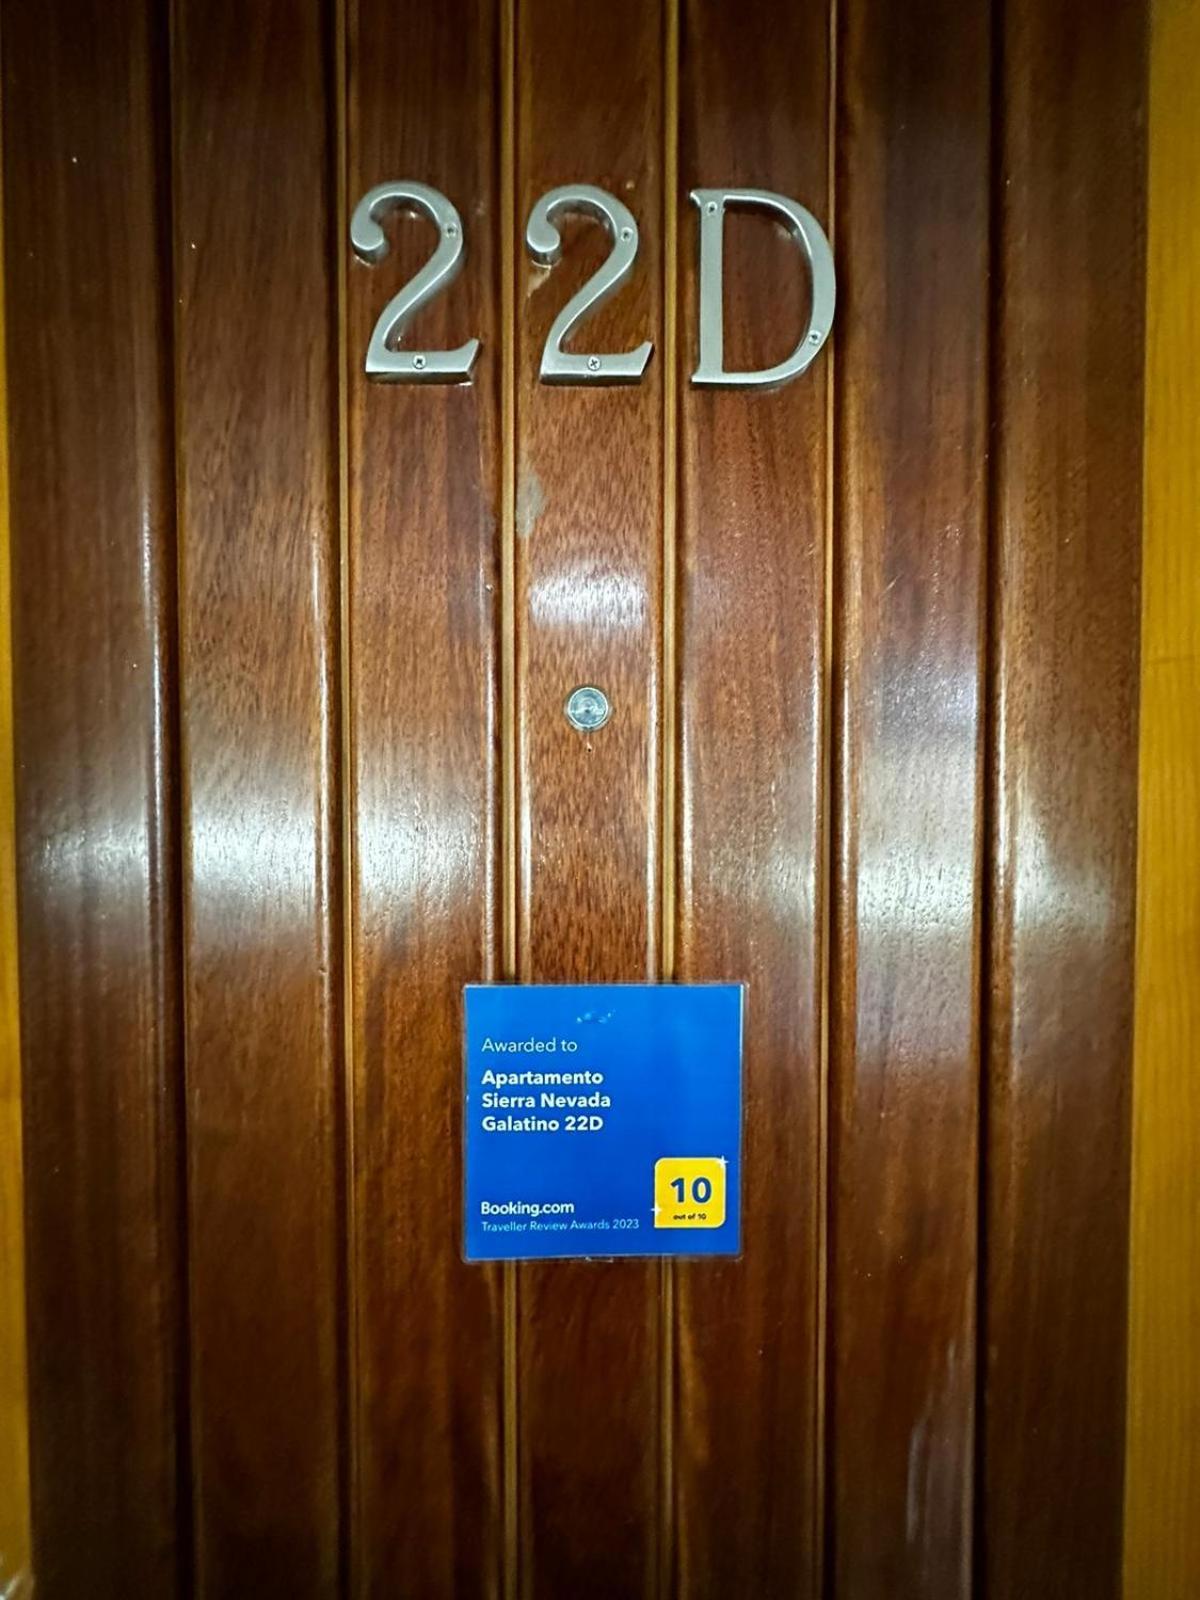 22D
Awarded to
Apartamento
Sierra Nevada
Galatino 22D
10
out of 10
Booking.com
Traveller Review Awards 2023